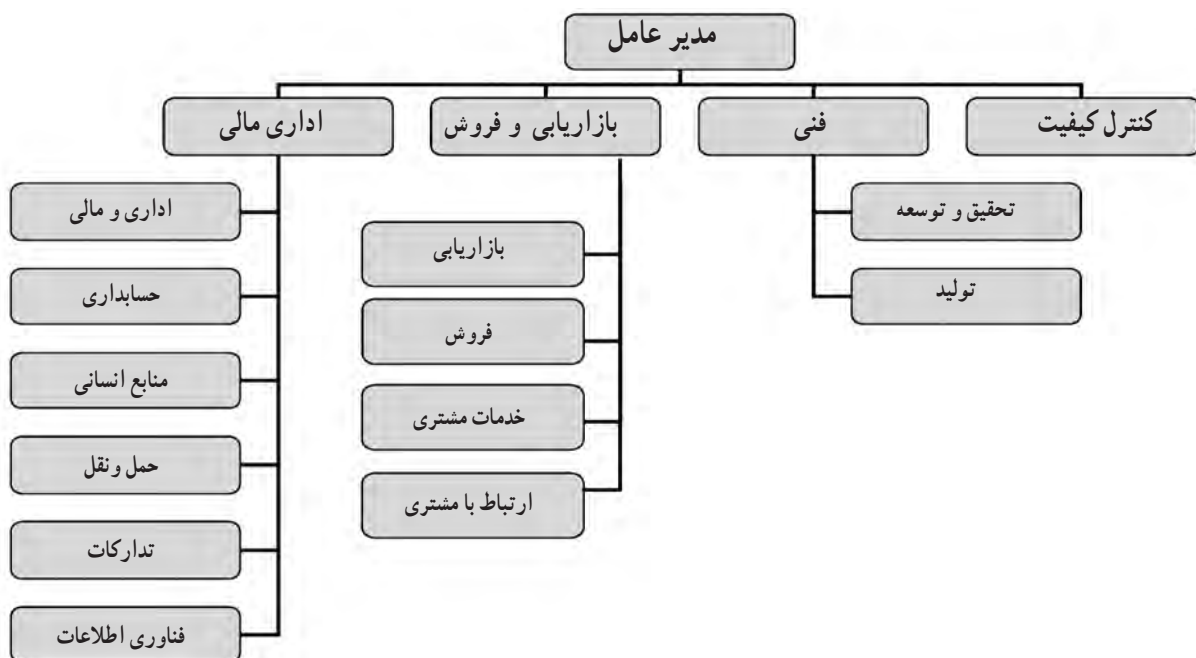 مدیر عامل
کنترل کیفیت
فنی
بازاریابی و فروش
اداری مالی
تحقیق و توسعه
تولید
بازاریابی
فروش
خدمات مشتری
ارتباط با مشتری
اداری و مالی
حسابداری
منابع انسانی
حمل ونقل
تدارکات
فناوری اطلاعات